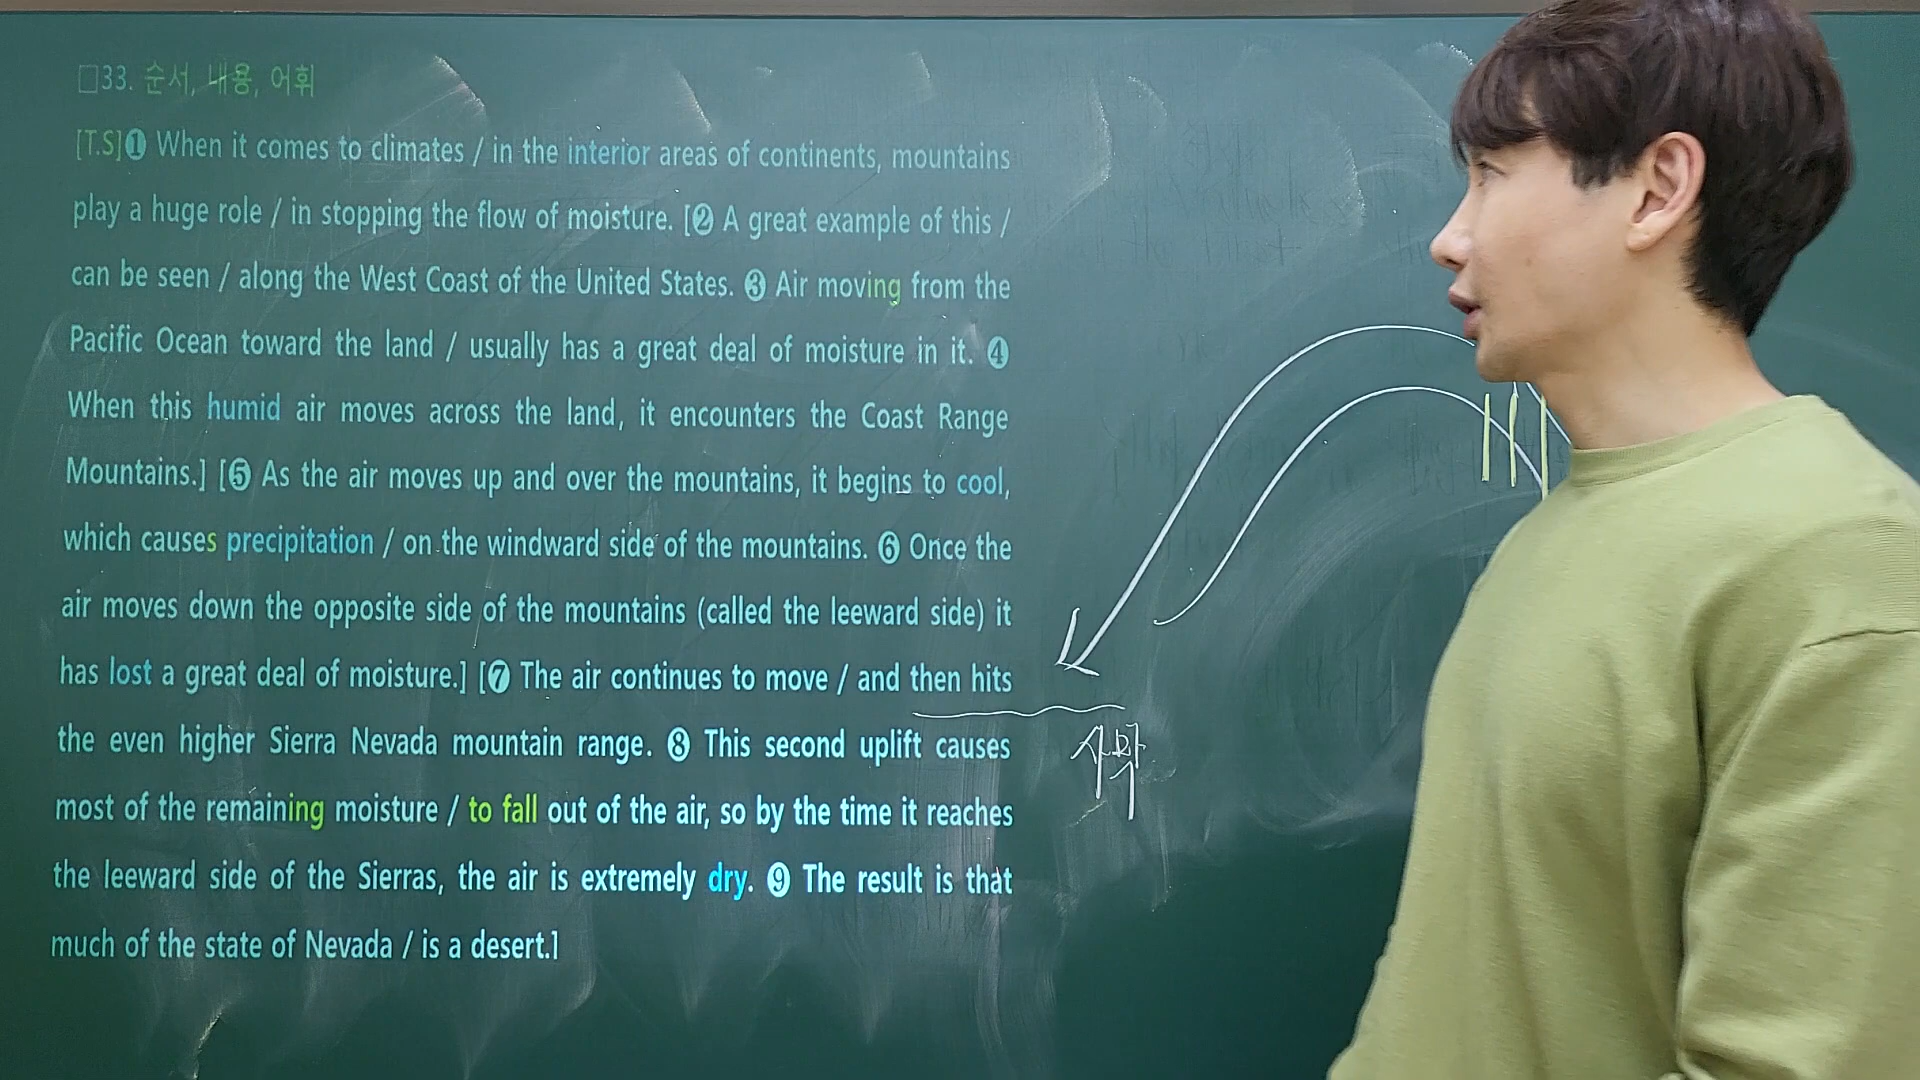 □33. 순서, 내용, 어휘
[T.S]❶ When it comes to climates / in the interior areas of continents, mountains
play a huge role / in stopping the flow of moisture. [❷ A great example of this /
can be seen / along the West Coast of the United States. ❸ Air moving from the
Pacific Ocean toward the land / usually has a great deal of moisture in it. ❹
When this humid air moves across the land, it encounters the Coast Range
Mountains.] [❺ As the air moves up and over the mountains, it begins to cool,
which causes precipitation / on the windward side of the mountains. ❻ Once the
air moves down the opposite side of the mountains (called the leeward side) it
has lost a great deal of moisture.] [❼ The air continues to move / and then hits
the even higher Sierra Nevada mountain range. ❽ This second uplift causes
most of the remaining moisture / to fall out of the air, so by the time it reaches
the leeward side of the Sierras, the air is extremely dry. ❾ The result is that
much of the state of Nevada / is a desert.]
사막